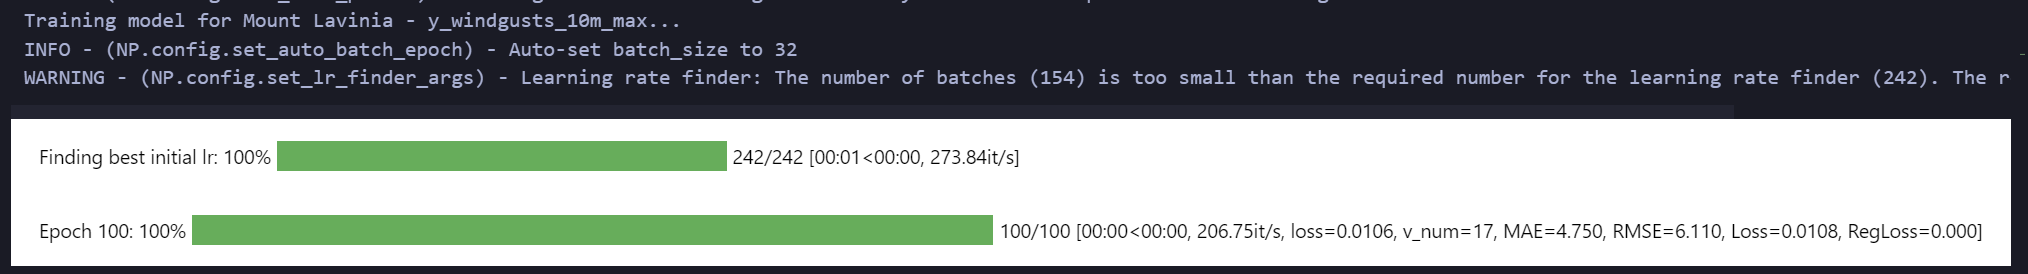 Training model for Mount Lavinia - y_windgusts_10m_max...
INFO - (NP.config.set_auto_batch_epoch) - Auto-set batch_size to 32
WARNING - (NP.config.set_lr_finder_args) - Learning rate finder: The number of batches (154) is too small than the required number for the learning rate finder (242). The r
Finding best initial lr: 100% 242/242 [00:01<00:00, 273.84it/s]
Epoch 100: 100% 100/100 [00:00<00:00, 206.75it/s, loss=0.0106, v_num=17, MAE=4.750, RMSE=6.110, Loss=0.0108, RegLoss=0.000]